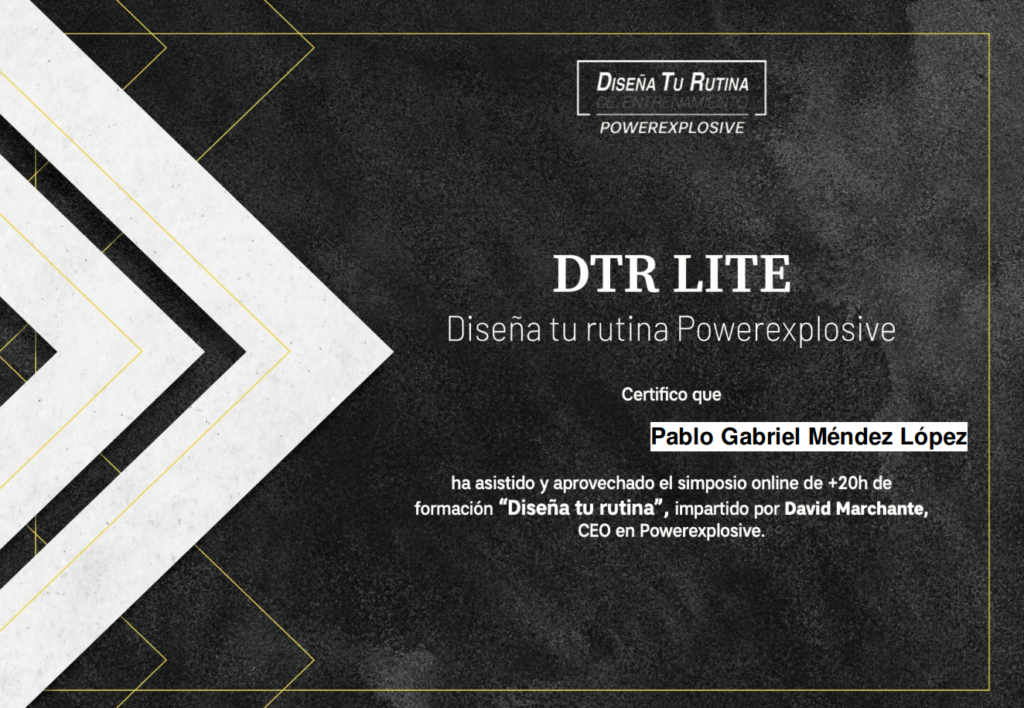 DISEÑA TU RUTINA
DE ENTRENAMIENTO
POWEREXPLOSIVE
DTR LITE
Diseña tu rutina Powerexplosive
Certifico que
Pablo Gabriel Méndez López
ha asistido y aprovechado el simposio online de +20h de
formación “Diseña tu rutina”, impartido por David Marchante,
CEO en Powerexplosive.